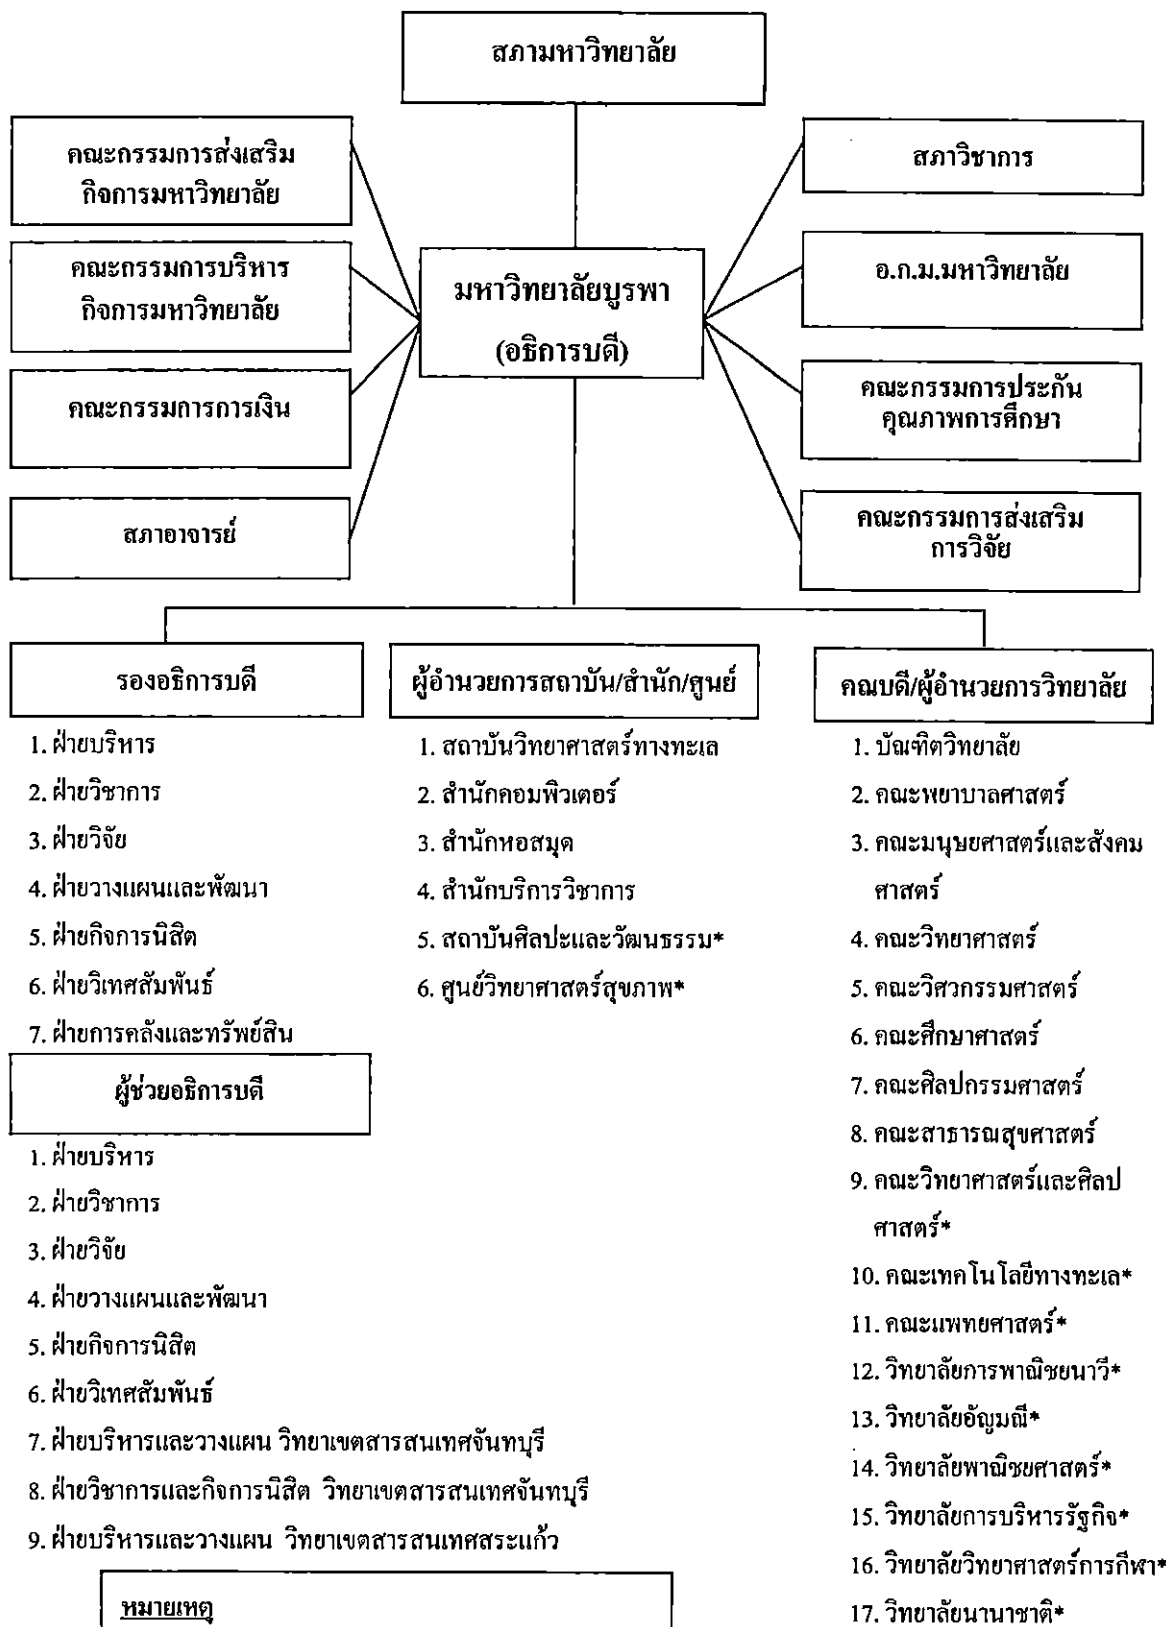 สภามหาวิทยาลัย
คณะกรรมการส่งเสริม
กิจการมหาวิทยาลัย
คณะกรรมการบริหาร
กิจการมหาวิทยาลัย
คณะกรรมการการเงิน
สภาอาจารย์
มหาวิทยาลัยบูรพา
(อธิการบดี)
สภาวิชาการ
อ.ก.ม.มหาวิทยาลัย
คณะกรรมการประกัน
คุณภาพการศึกษา
คณะกรรมการส่งเสริม
การวิจัย
รองอธิการบดี
1. ฝ่ายบริหาร
2. ฝ่ายวิชาการ
3. ฝ่ายวิจัย
4. ฝ่ายวางแผนและพัฒนา
5. ฝ่ายกิจการนิสิต
6. ฝ่ายวิเทศสัมพันธ์
7. ฝ่ายการคลังและทรัพย์สิน
ผู้ช่วยอธิการบดี
1. ฝ่ายบริหาร
2. ฝ่ายวิชาการ
3. ฝ่ายวิจัย
4. ฝ่ายวางแผนและพัฒนา
5. ฝ่ายกิจการนิสิต
6. ฝ่ายวิเทศสัมพันธ์
7. ฝ่ายบริหารและวางแผน วิทยาเขตสารสนเทศจันทบุรี
8. ฝ่ายวิชาการและกิจการนิสิต วิทยาเขตสารสนเทศจันทบุรี
9. ฝ่ายบริหารและวางแผน วิทยาเขตสารสนเทศสระแก้ว
หมายเหตุ
ผู้อำนวยการสถาบัน/สำนัก/ศูนย์
1. สถาบันวิทยาศาสตร์ทางทะเล
2. สำนักคอมพิวเตอร์
3. สำนักหอสมุด
4. สำนักบริการวิชาการ
5. สถาบันศิลปะและวัฒนธรรม*
6. ศูนย์วิทยาศาสตร์สุขภาพ*
คณบดี/ผู้อำนวยการวิทยาลัย
1. บัณฑิตวิทยาลัย
2. คณะพยาบาลศาสตร์
3. คณะมนุษยศาสตร์และสังคม
ศาสตร์
4. คณะวิทยาศาสตร์
5. คณะวิศวกรรมศาสตร์
6. คณะศึกษาศาสตร์
7. คณะศิลปกรรมศาสตร์
8. คณะสาธารณสุขศาสตร์
9. คณะวิทยาศาสตร์และศิลป
ศาสตร์*
10. คณะเทคโนโลยีทางทะเล*
11. คณะแพทยศาสตร์*
12. วิทยาลัยการพาณิชยนาวี*
13. วิทยาลัยอัญมณี*
14. วิทยาลัยพาณิชยศาสตร์*
15. วิทยาลัยการบริหารรัฐกิจ*
16. วิทยาลัยวิทยาศาสตร์การกีฬา*
17. วิทยาลัยนานาชาติ*